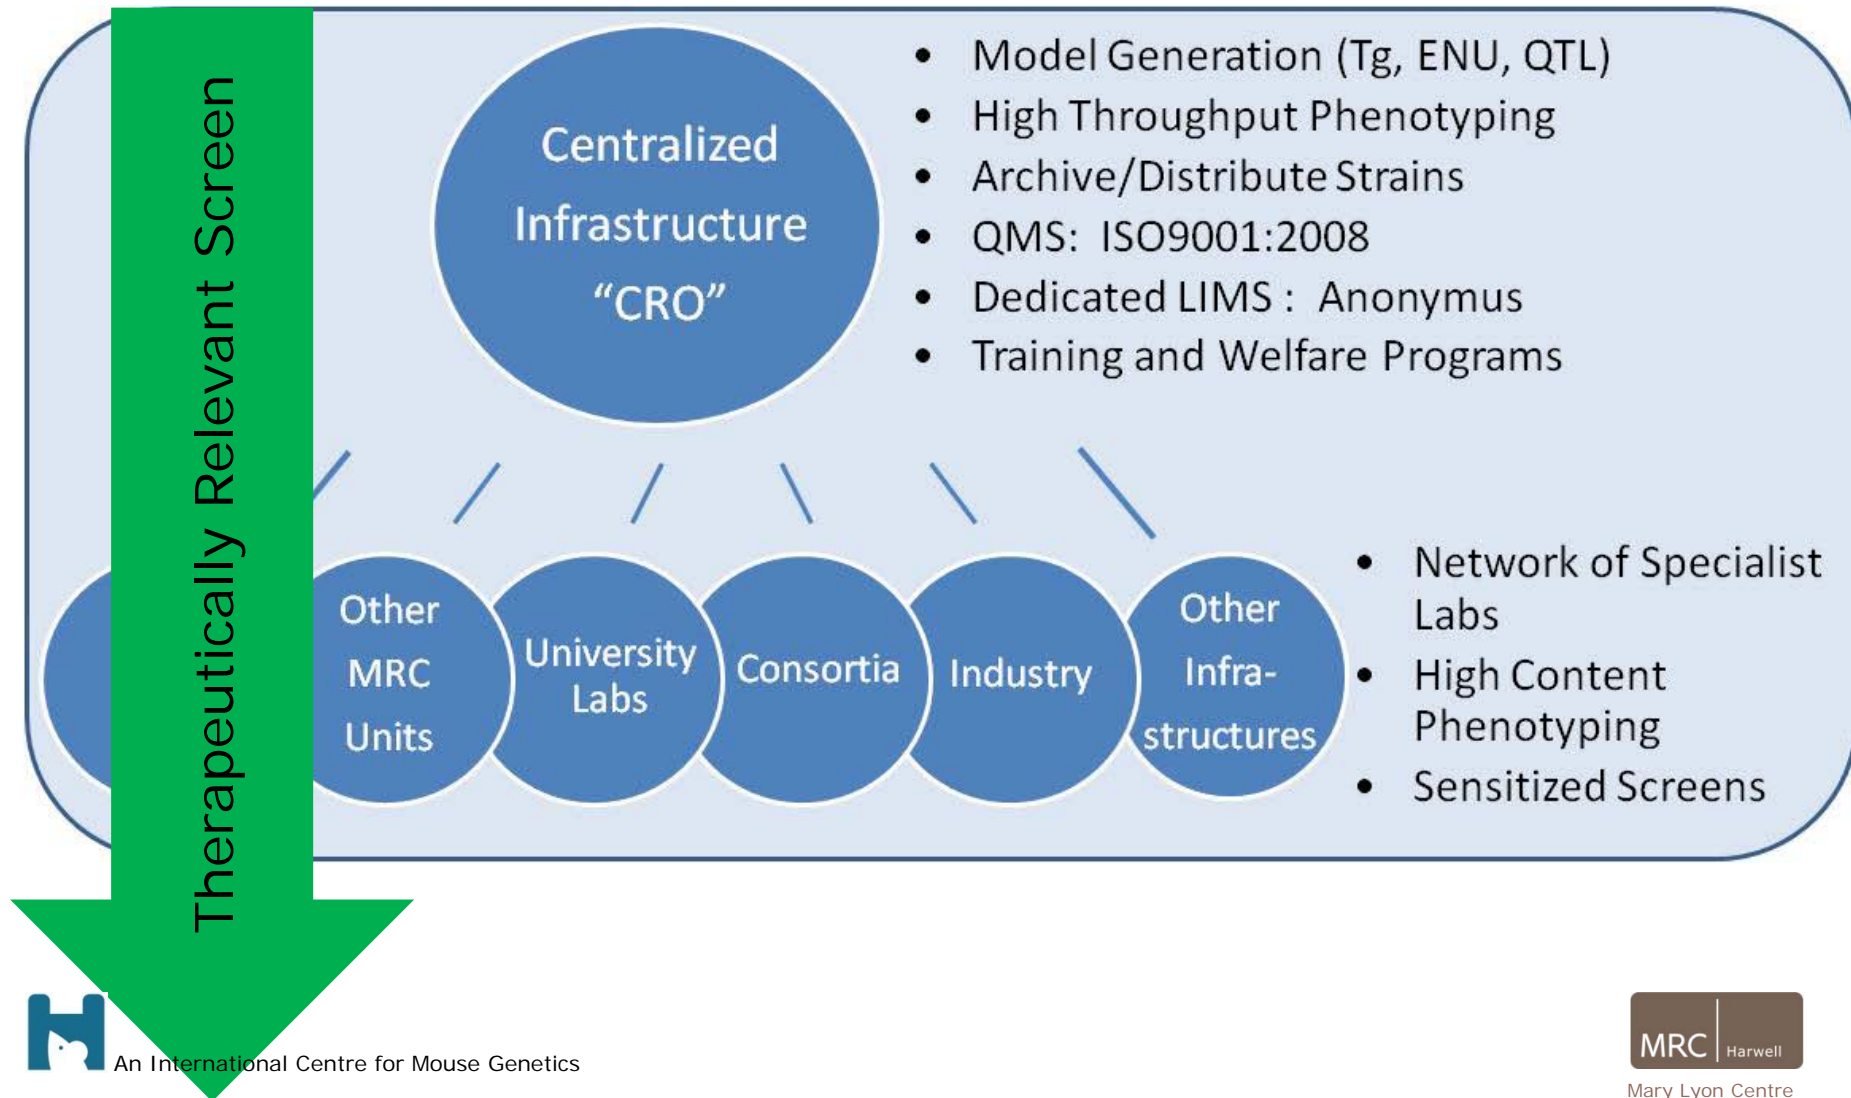 Therapeutically Relevant Screen
Centralized
Infrastructure
“CRO”
• Model Generation (Tg, ENU, QTL)
• High Throughput Phenotyping
• Archive/Distribute Strains
• QMS: ISO9001:2008
• Dedicated LIMS : Anonymus
• Training and Welfare Programs
Other
MRC
Units
University
Labs
Consortia
Industry
Other
Infra-
structures
• Network of Specialist
Labs
• High Content
Phenotyping
• Sensitized Screens
An International Centre for Mouse Genetics
MRC Harwell
Mary Lyon Centre